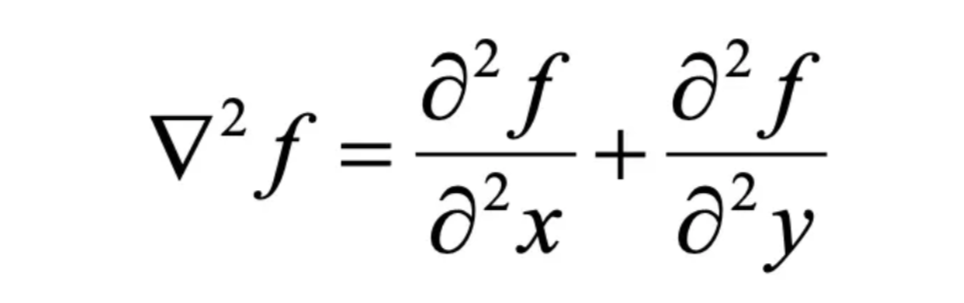 ∇²f = ∂²f/∂²x + ∂²f/∂²y